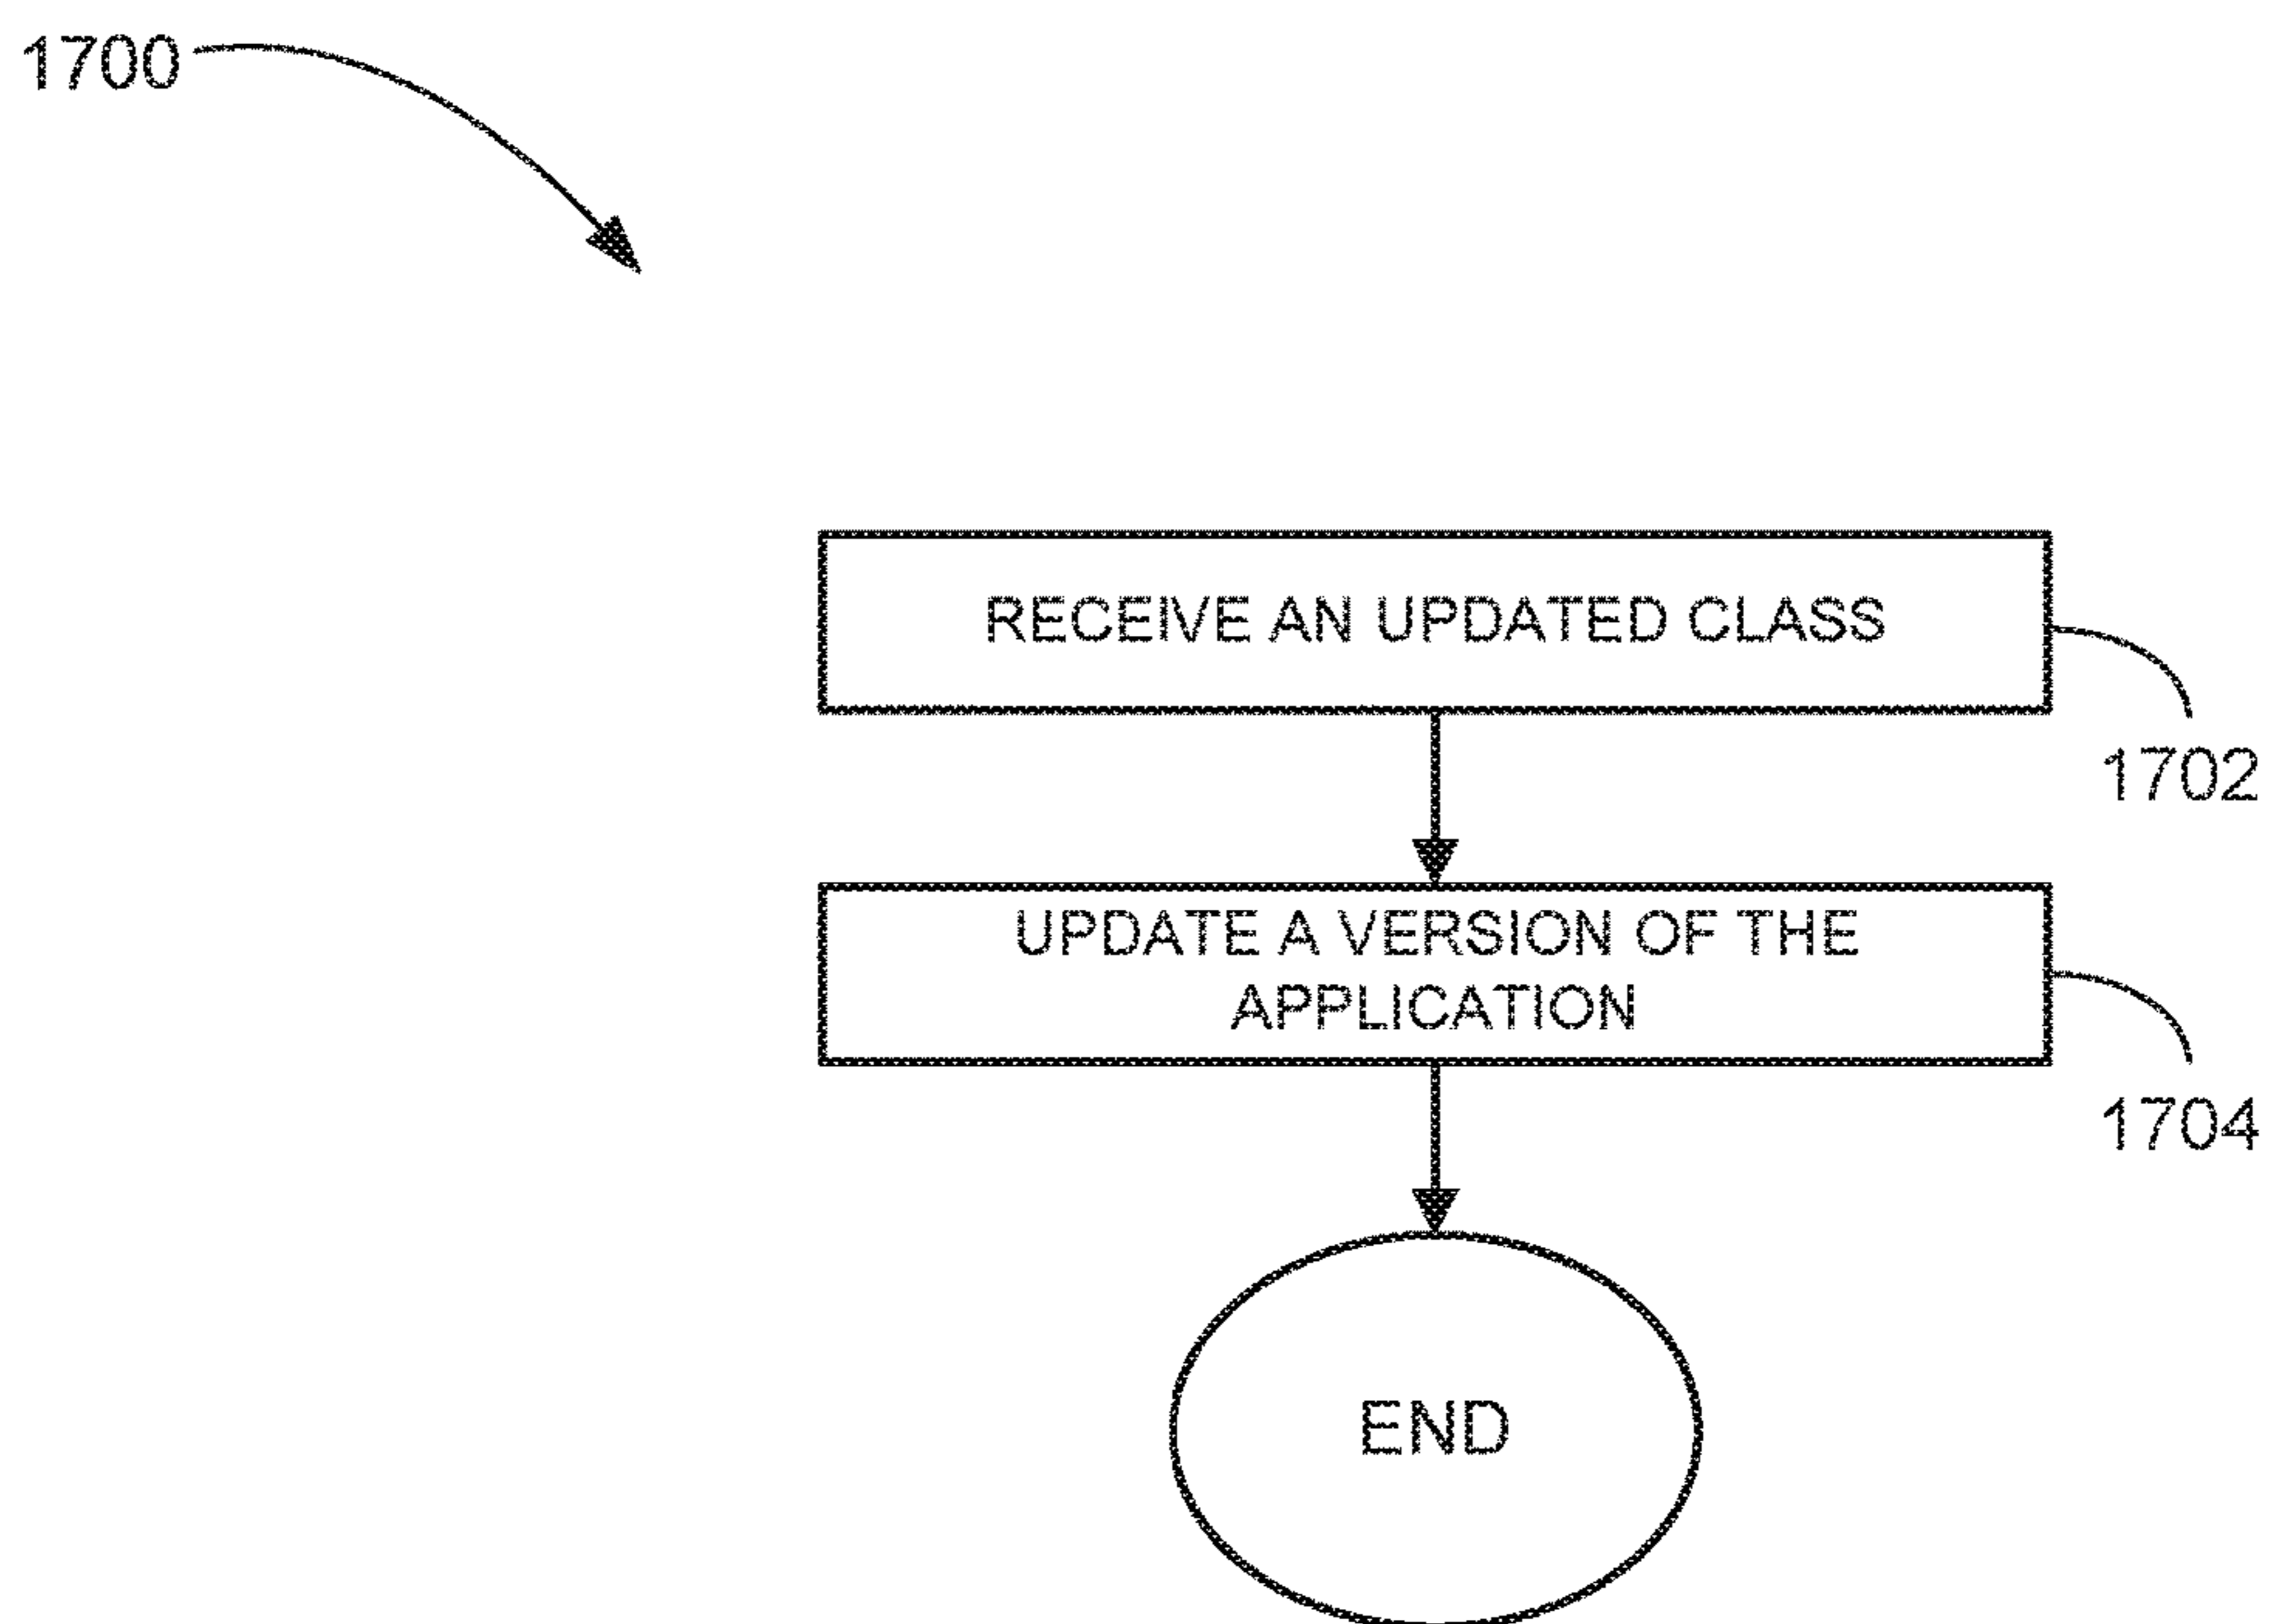 1700
RECEIVE AN UPDATED CLASS
1702
UPDATE A VERSION OF THE
APPLICATION
1704
END